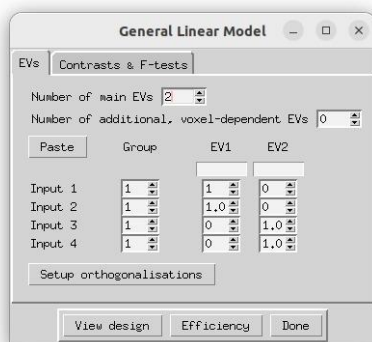 General Linear Model
EVs Contrasts & F-tests
Number of main EVs 2
Number of additional, voxel-dependent EVs 0
Paste Group EV1 EV2
Input 1 1 1 0
Input 2 1 1.0 0
Input 3 1 0 1.0
Input 4 1 0 1.0
Setup orthogonalisations
View design Efficiency Done